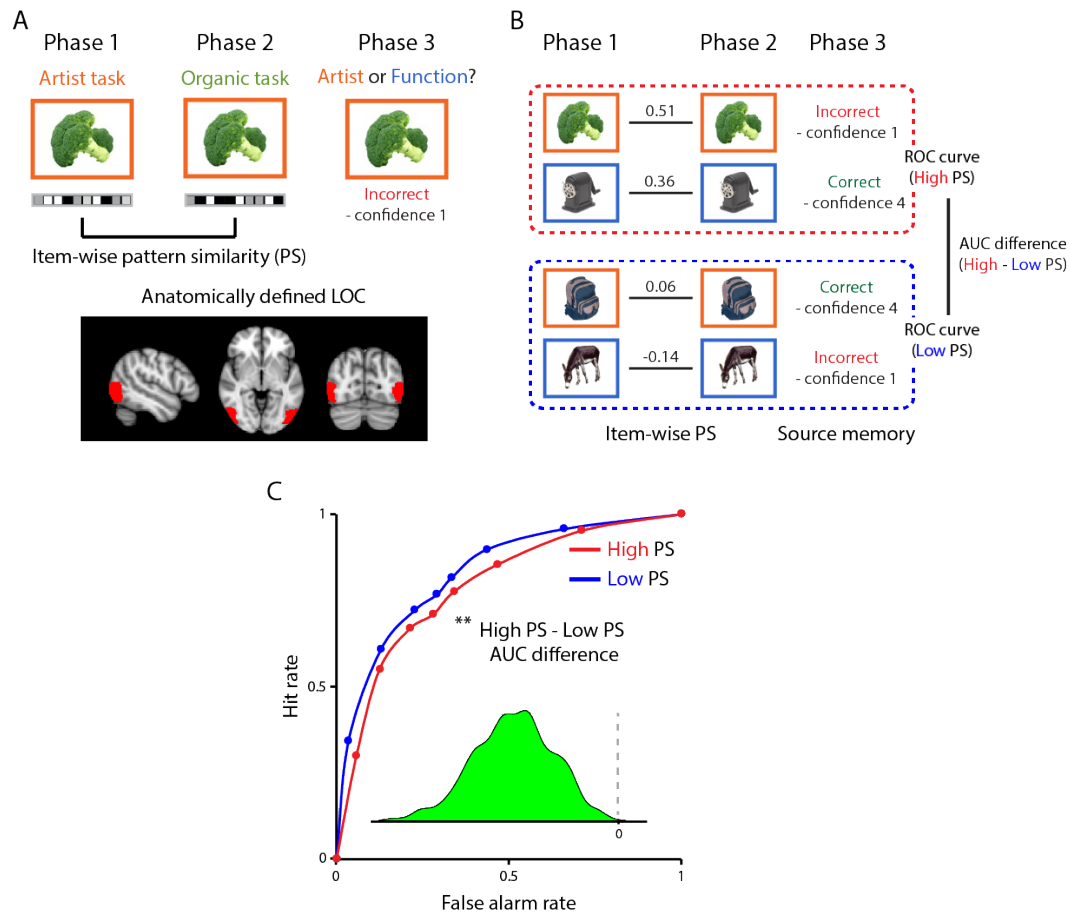 A
Phase 1
Phase 2
Phase 3
Artist task
Organic task
Artist or Function?
Incorrect
- confidence 1
Item-wise pattern similarity (PS)
Anatomically defined LOC
B
Phase 1
Phase 2
Phase 3
0.51
Incorrect
- confidence 1
0.36
Correct
- confidence 4
ROC curve
(High PS)
AUC difference
(High - Low PS)
0.06
Correct
- confidence 4
ROC curve
(Low PS)
-0.14
Incorrect
- confidence 1
Item-wise PS
Source memory
C
1
High PS
Low PS
** High PS - Low PS
AUC difference
Hit rate
0.5
0
0
0
0.5
1
False alarm rate